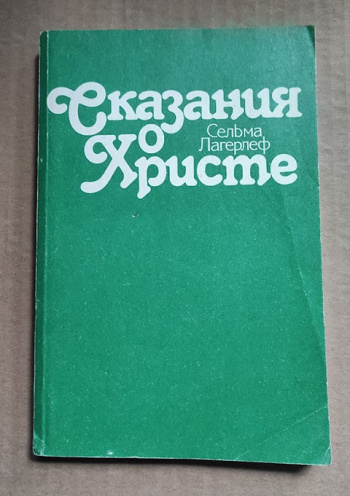 Сказания
о
Сельма
Лагерлеф
Христе